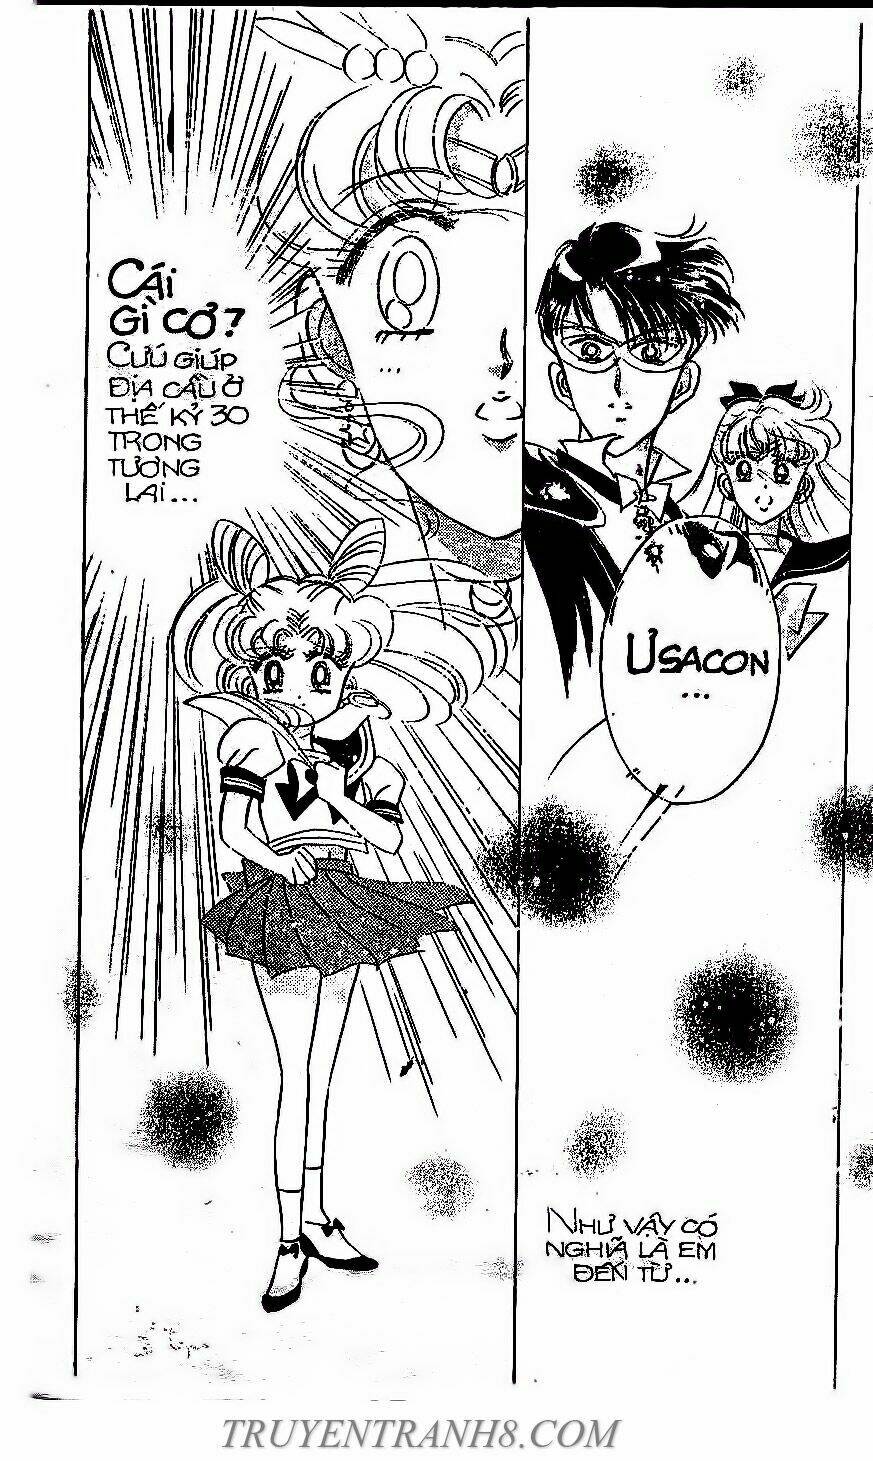 CÁI
GÌ CƠ?
CỨU GIÚP
ĐỊA CẦU Ở
THẾ KỶ 30
TRONG
TƯƠNG
LAI...
...
ƯSACON
...
NHƯ VẬY CÓ
NGHĨA LÀ EM
ĐẾN TỪ...
TRUYENTRANH8.COM